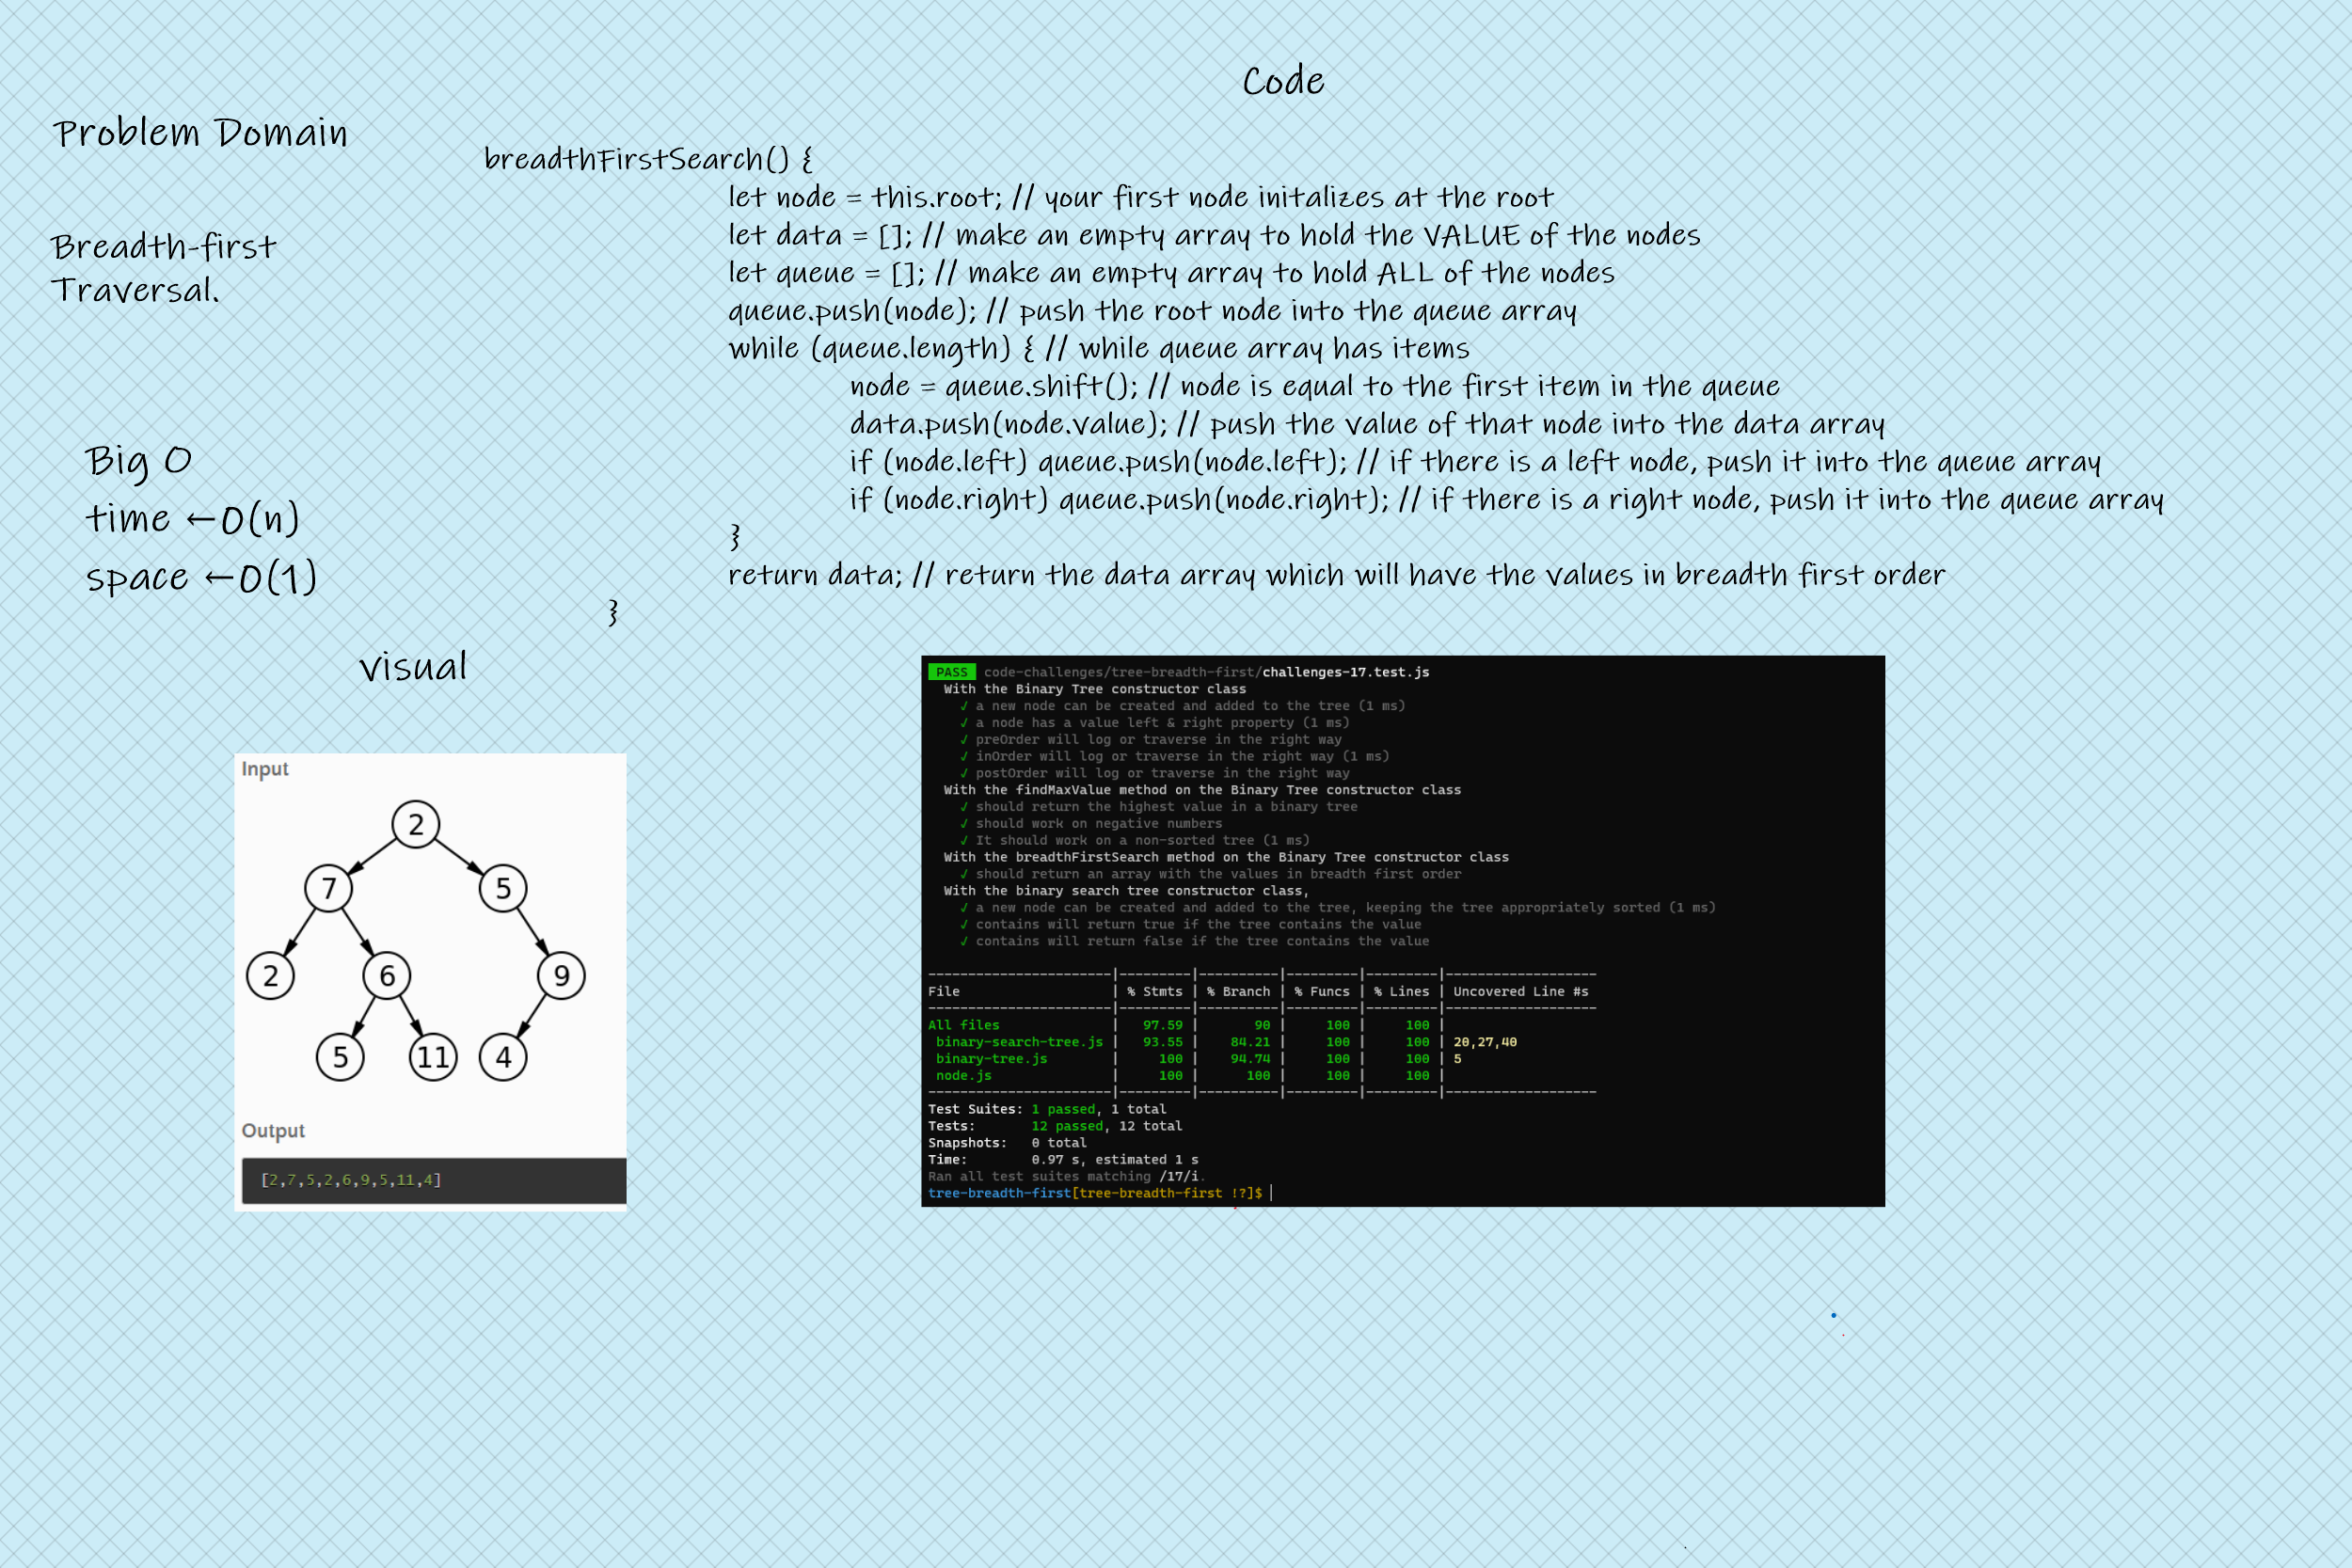 Code
Problem Domain
Breadth-first
Traversal.
Big O
time ←O(n)
space ←O(1)
breadthFirstSearch() {
let node = this.root; // your first node initalizes at the root
let data = []; // make an empty array to hold the VALUE of the nodes
let queue = []; // make an empty array to hold ALL of the nodes
queue.push(node); // push the root node into the queue array
while (queue.length) { // while queue array has items
node = queue.shift(); // node is equal to the first item in the queue
data.push(node.value); // push the value of that node into the data array
if (node.left) queue.push(node.left); // if there is a left node, push it into the queue array
if (node.right) queue.push(node.right); // if there is a right node, push it into the queue array
}
return data; // return the data array which will have the values in breadth first order
}
visual
Input
2
7 5
2 6 9
5 11 4
Output
[2,7,5,2,6,9,5,11,4]
PASS code-challenges/tree-breadth-first/challenges-17.test.js
With the Binary Tree constructor class
✓ a new node can be created and added to the tree (1 ms)
✓ a node has a value left & right property (1 ms)
✓ preOrder will log or traverse in the right way
✓ inOrder will log or traverse in the right way (1 ms)
✓ postOrder will log or traverse in the right way
With the findMaxValue method on the Binary Tree constructor class
✓ should return the highest value in a binary tree
✓ should work on negative numbers
✓ It should work on a non-sorted tree (1 ms)
With the breadthFirstSearch method on the Binary Tree constructor class
✓ should return an array with the values in breadth first order
With the binary search tree constructor class,
✓ a new node can be created and added to the tree, keeping the tree appropriately sorted (1 ms)
✓ contains will return true if the tree contains the value
✓ contains will return false if the tree contains the value
-----------------------|---------|----------|---------|---------|-------------------
File | % Stmts | % Branch | % Funcs | % Lines | Uncovered Line #s
-----------------------|---------|----------|---------|---------|-------------------
All files | 97.59 | 90 | 100 | 100 |
binary-search-tree.js | 93.55 | 84.21 | 100 | 100 | 20,27,40
binary-tree.js | 100 | 94.74 | 100 | 100 | 5
node.js | 100 | 100 | 100 | 100 |
-----------------------|---------|----------|---------|---------|-------------------
Test Suites: 1 passed, 1 total
Tests: 12 passed, 12 total
Snapshots: 0 total
Time: 0.97 s, estimated 1 s
Ran all test suites matching /17/i.
tree-breadth-first[tree-breadth-first !?]$